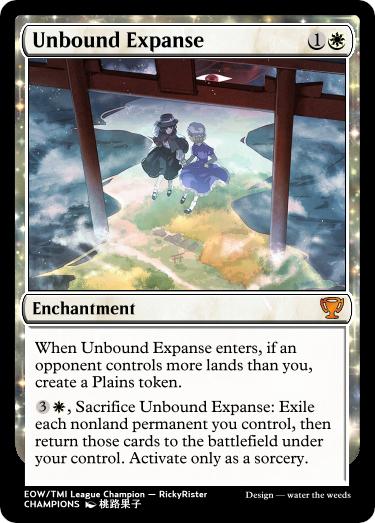 Unbound Expanse 1
Enchantment
When Unbound Expanse enters, if an
opponent controls more lands than you,
create a Plains token.
3 , Sacrifice Unbound Expanse: Exile
each nonland permanent you control, then
return those cards to the battlefield under
your control. Activate only as a sorcery.
EOW/TMI League Champion — RickyRister Design — water the weeds
CHAMPIONS 桃路果子